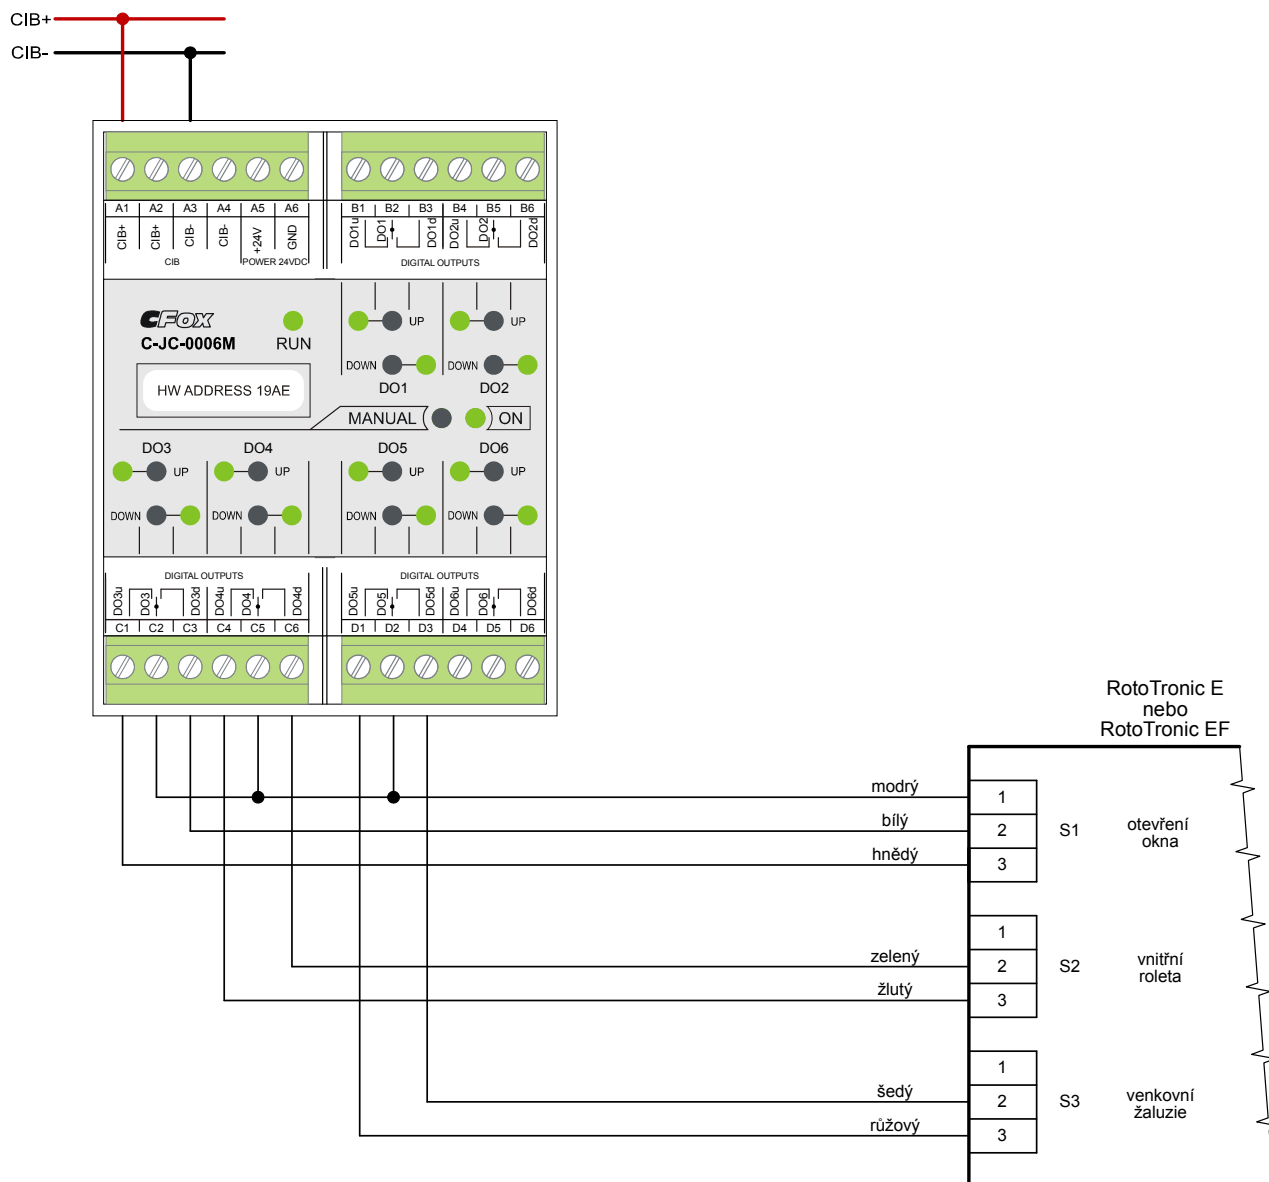 CIB+
CIB-
A1 A2 A3 A4 A5 A6
B1 B2 B3 B4 B5 B6
CIB+ CIB+ CIB- CIB- +24V GND
DO1u DO1 DO1d DO2u DO2 DO2d
CIB POWER 24VDC
DIGITAL OUTPUTS
CFOX
C-JC-0006M
RUN
UP UP
DOWN DOWN
HW ADDRESS 19AE
DO1 DO2
MANUAL ON
DO3 DO4 DO5 DO6
UP UP UP UP
DOWN DOWN DOWN DOWN
DIGITAL OUTPUTS DIGITAL OUTPUTS
DO3u DO3 DO3d DO4u DO4 DO4d
DO5u DO5 DO5d DO6u DO6 DO6d
C1 C2 C3 C4 C5 C6
D1 D2 D3 D4 D5 D6
RotoTronic E
nebo
RotoTronic EF
modrý 1
bílý 2
hnědý 3
S1
otevření
okna
1
zelený 2
žlutý 3
S2
vnitřní
roleta
1
šedý 2
růžový 3
S3
venkovní
žaluzie